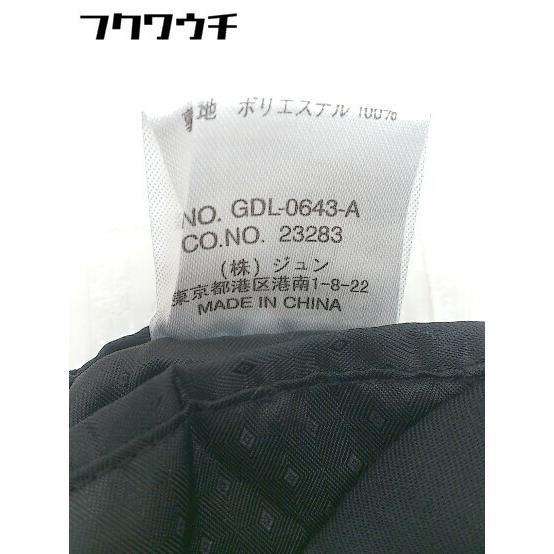 フクワウチ
地 ポリエステル 100%
NO. GDL-0643-A
CO.NO. 23283
(株) ジュン
東京都港区港南1-8-22
MADE IN CHINA